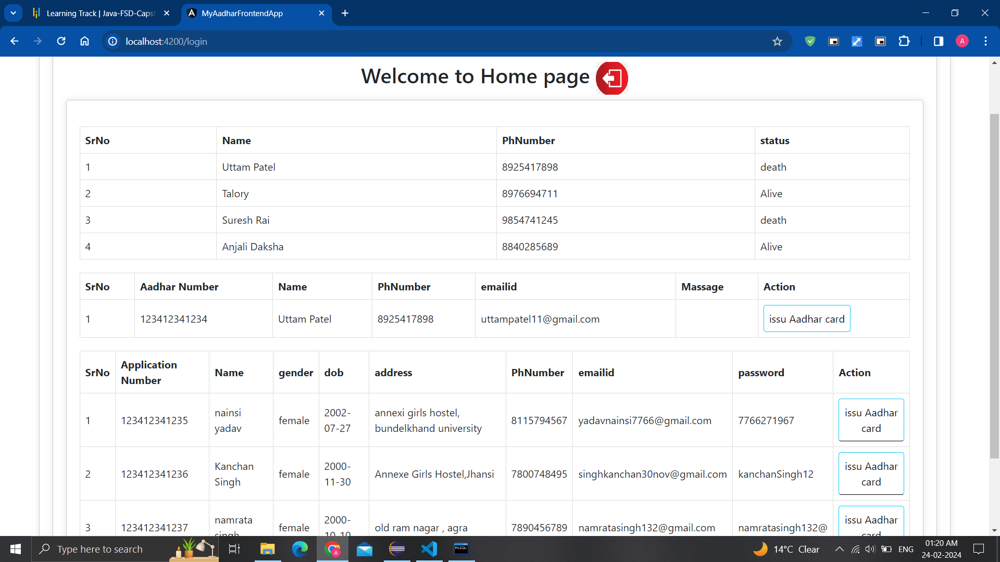 Learning Track | Java-FSD-Capst
MyAadharFrontendApp
localhost:4200/login
A
Welcome to Home page
SrNo Name PhNumber status
1 Uttam Patel 8925417898 death
2 Talory 8976694711 Alive
3 Suresh Rai 9854741245 death
4 Anjali Daksha 8840285689 Alive
SrNo Aadhar Number Name PhNumber emailid Massage Action
1 123412341234 Uttam Patel 8925417898 uttampatel11@gmail.com issu Aadhar card
SrNo Application Number Name gender dob address PhNumber emailid password Action
1 123412341235 nainsi yadav female 2002-07-27 annexi girls hostel, bundelkhand university 8115794567 yadavnainsi7766@gmail.com 7766271967 issu Aadhar card
2 123412341236 Kanchan Singh female 2000-11-30 Annexe Girls Hostel,Jhansi 7800748495 singhkanchan30nov@gmail.com kanchanSingh12 issu Aadhar card
3 123412341237 namrata singh female 2000-10-10 old ram nagar , agra 7890456789 namratasingh132@gmail.com namratasingh132@ issu Aadhar card
Type here to search
MySQL
14°C Clear
ENG
01:20 AM
24-02-2024